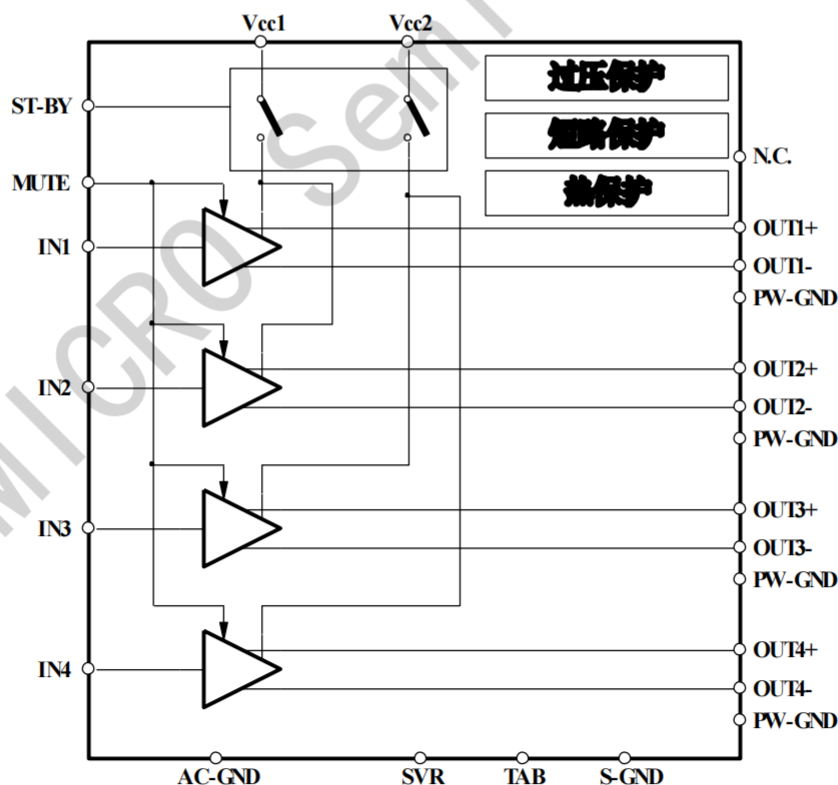 Vcc1 Vcc2
ST-BY
过压保护
短路保护
N.C.
MUTE
热保护
OUT1+
IN1
OUT1-
PW-GND
OUT2+
IN2
OUT2-
PW-GND
OUT3+
IN3
OUT3-
PW-GND
OUT4+
IN4
OUT4-
PW-GND
AC-GND SVR TAB S-GND
MICRO Semi